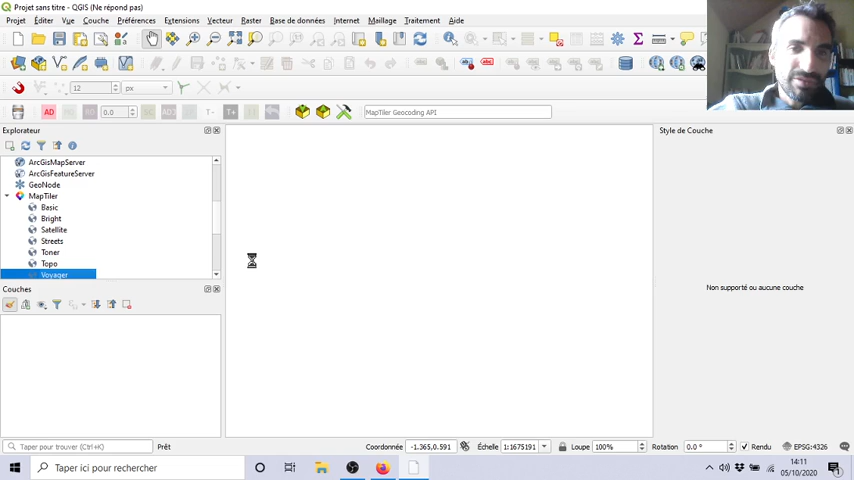 Projet sans titre - QGIS (Ne répond pas)
Projet Éditer Vue Couche Préférences Extensions Vecteur Raster Base de données Internet Maillage Traitement Aide
12 px
AD 0.0 T- T+ MapTiler Geocoding API
Explorateur
ArcGisMapServer
ArcGisFeatureServer
GeoNode
MapTiler
Basic
Bright
Satellite
Streets
Toner
Topo
Voyager
Couches
Style de Couche
Non supporté ou aucune couche
Taper pour trouver (Ctrl+K) Prêt Coordonnée -1.365,0.591 Échelle 1:1675191 Loupe 100% Rotation 0.0 ° Rendu EPSG:4326
Taper ici pour rechercher
14:11
05/10/2020
1